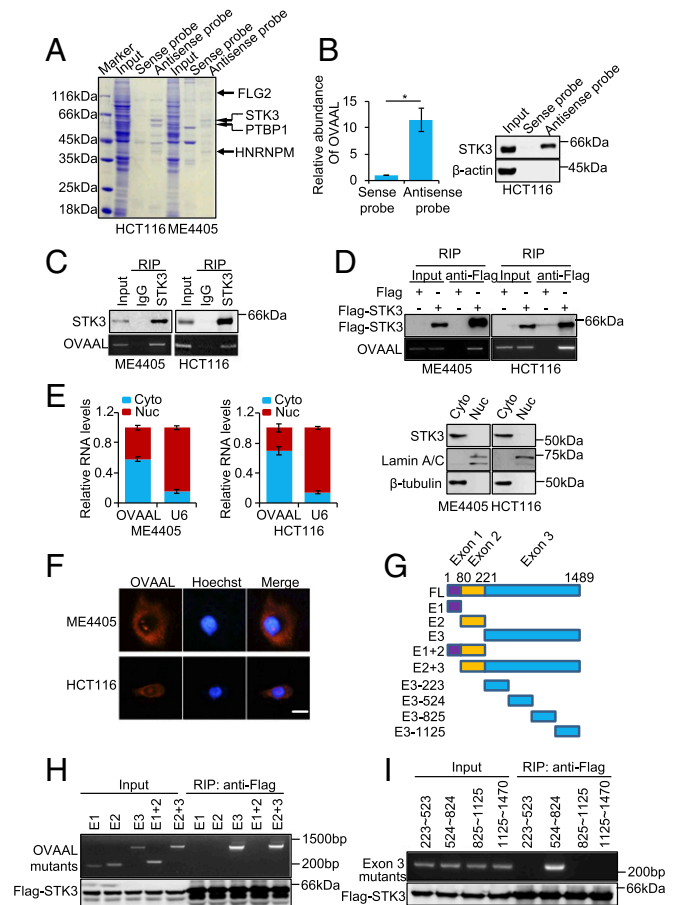 A
Marker
Input
Sense probe
Antisense probe
Input
Sense probe
Antisense probe
116kDa
66kDa
45kDa
35kDa
25kDa
18kDa
FLG2
STK3
PTBP1
HNRNPM
HCT116 ME4405
B
Relative abundance
Of OVAAL
15
10
5
0
*
Sense
probe
Antisense
probe
Input
Sense probe
Antisense probe
STK3
66kDa
β-actin
45kDa
HCT116
C
RIP
RIP
Input
IgG
STK3
Input
IgG
STK3
STK3
66kDa
OVAAL
ME4405
HCT116
D
RIP
RIP
Input anti-Flag
Input anti-Flag
Flag + - + - + - + -
Flag-STK3 - + - + - + - +
Flag-STK3
66kDa
OVAAL
ME4405
HCT116
E
Cyto
Nuc
Relative RNA levels
1.2
0.8
0.4
0
OVAAL U6
ME4405
Cyto
Nuc
Relative RNA levels
1.2
0.8
0.4
0
OVAAL U6
HCT116
Cyto
Nuc
Cyto
Nuc
STK3
50kDa
Lamin A/C
75kDa
β-tubulin
50kDa
ME4405 HCT116
F
OVAAL Hoechst Merge
ME4405
HCT116
G
Exon 1
Exon 2
Exon 3
1 80 221 1489
FL
E1
E2
E3
E1+2
E2+3
E3-223
E3-524
E3-825
E3-1125
H
Input RIP: anti-Flag
E1
E2
E3
E1+2
E2+3
E1
E2
E3
E1+2
E2+3
OVAAL
mutants
1500bp
200bp
Flag-STK3
66kDa
I
Input RIP: anti-Flag
223~523
524~824
825~1125
1125~1470
223~523
524~824
825~1125
1125~1470
Exon 3
mutants
200bp
Flag-STK3
66kDa